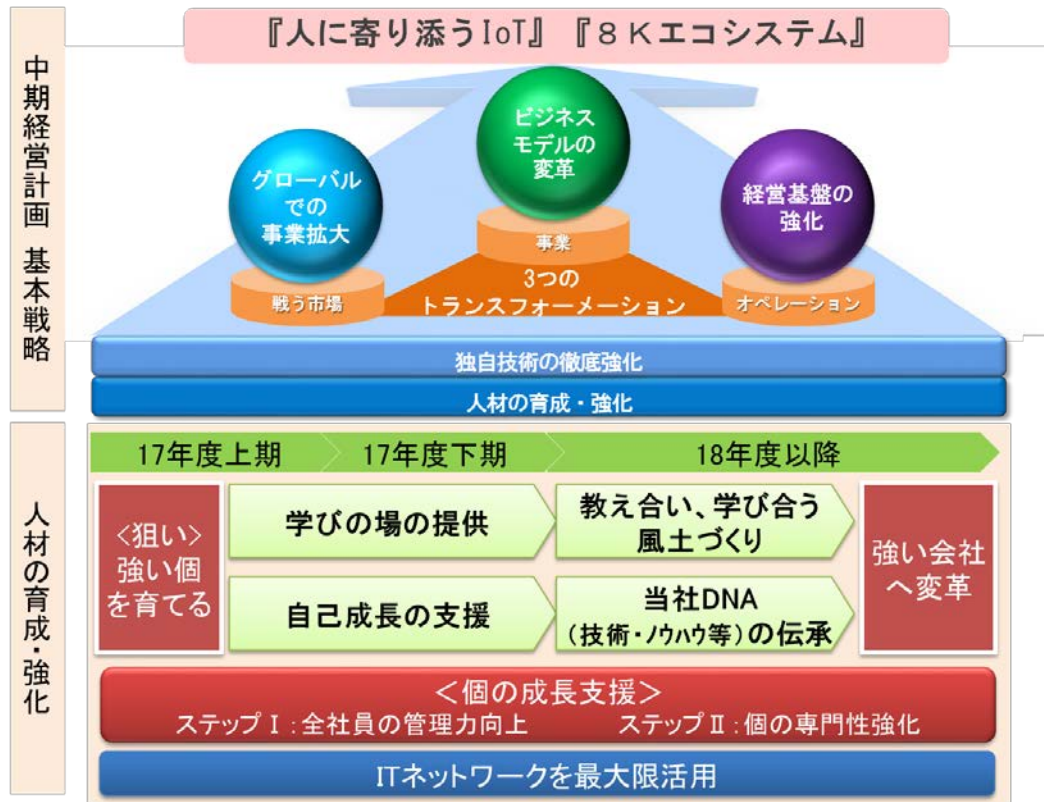 『人に寄り添うIoT』『8Kエコシステム』
中期経営計画 基本戦略
ビジネス
モデルの
変革
グローバル
での
事業拡大
経営基盤の
強化
事業
戦う市場
3つの
トランスフォーメーション
オペレーション
独自技術の徹底強化
人材の育成・強化
人材の育成・強化
17年度上期
17年度下期
18年度以降
<狙い>
強い個
を育てる
学びの場の提供
教え合い、学び合う
風土づくり
自己成長の支援
当社DNA
(技術・ノウハウ等)の伝承
強い会社
へ変革
<個の成長支援>
ステップⅠ:全社員の管理力向上
ステップⅡ:個の専門性強化
ITネットワークを最大限活用